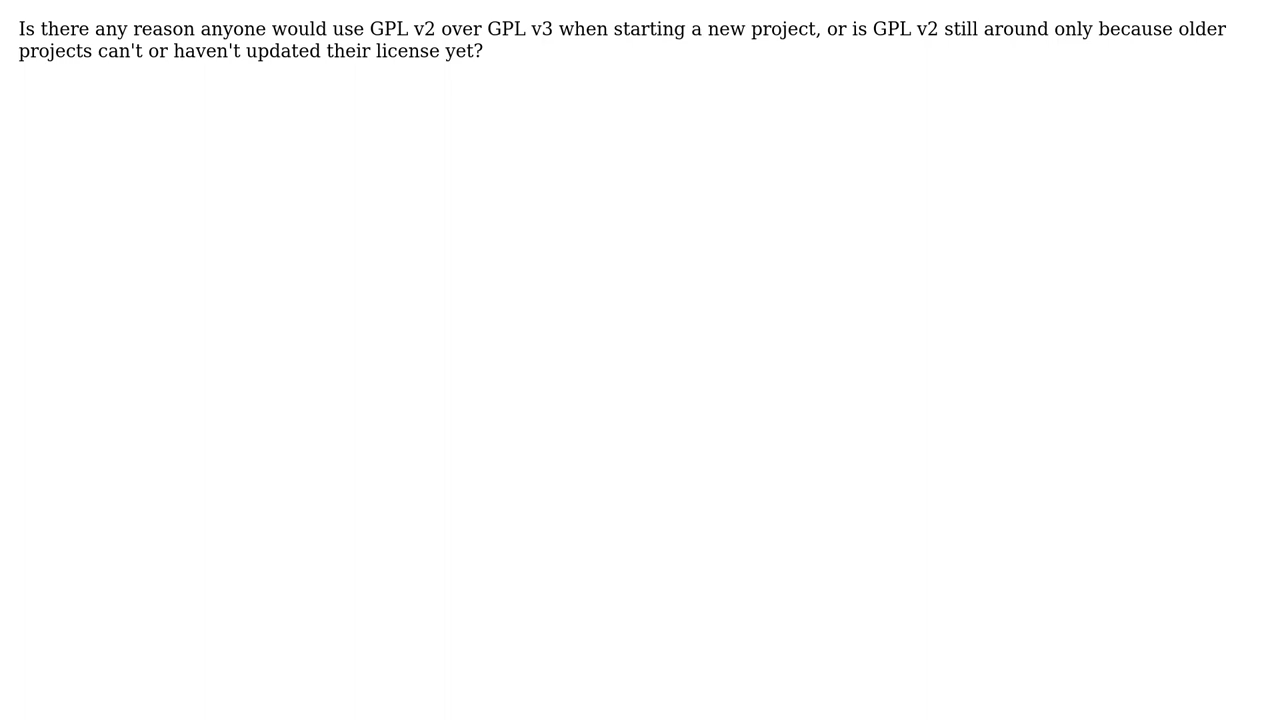 Is there any reason anyone would use GPL v2 over GPL v3 when starting a new project, or is GPL v2 still around only because older
projects can't or haven't updated their license yet?